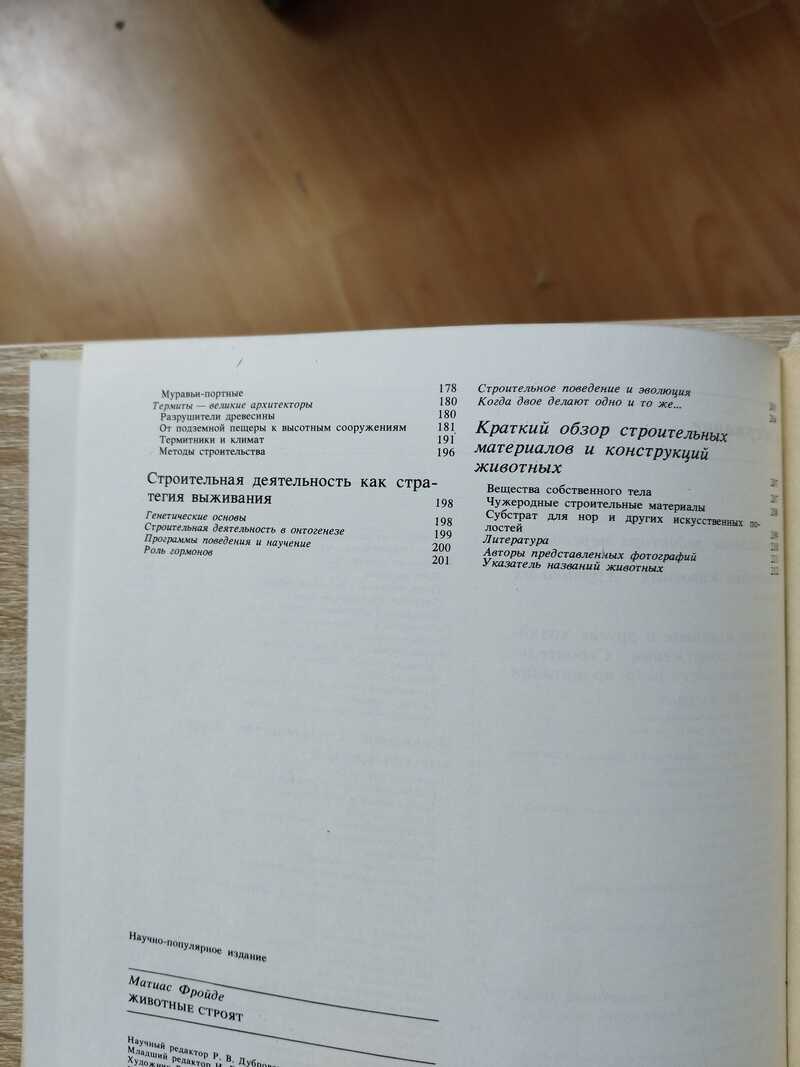 Муравьи-портные 178
Термиты — великие архитекторы 180
Разрушители древесины 180
От подземной пещеры к высотным сооружениям 181
Термитники и климат 191
Методы строительства 196
Строительная деятельность как стра-
тегия выживания 198
Генетические основы 198
Строительная деятельность в онтогенезе 199
Программы поведения и научение 200
Роль гормонов 201
Строительное поведение и эволюция
Когда двое делают одно и то же...
Краткий обзор строительных
материалов и конструкций
животных
Вещества собственного тела
Чужеродные строительные материалы
Субстрат для нор и других искусственных по-
лостей
Литература
Авторы представленных фотографий
Указатель названий животных
Научно-популярное издание
Матиас Фройде
ЖИВОТНЫЕ СТРОЯТ
Научный редактор Р. В.
Младший редактор
Художник